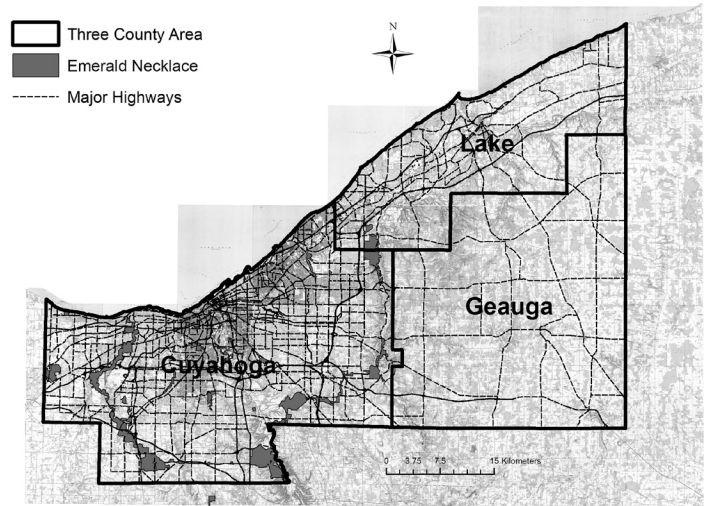 Three County Area
Emerald Necklace
Major Highways
N
Lake
Geauga
Cuyahoga
0 3.75 7.5 15 Kilometers